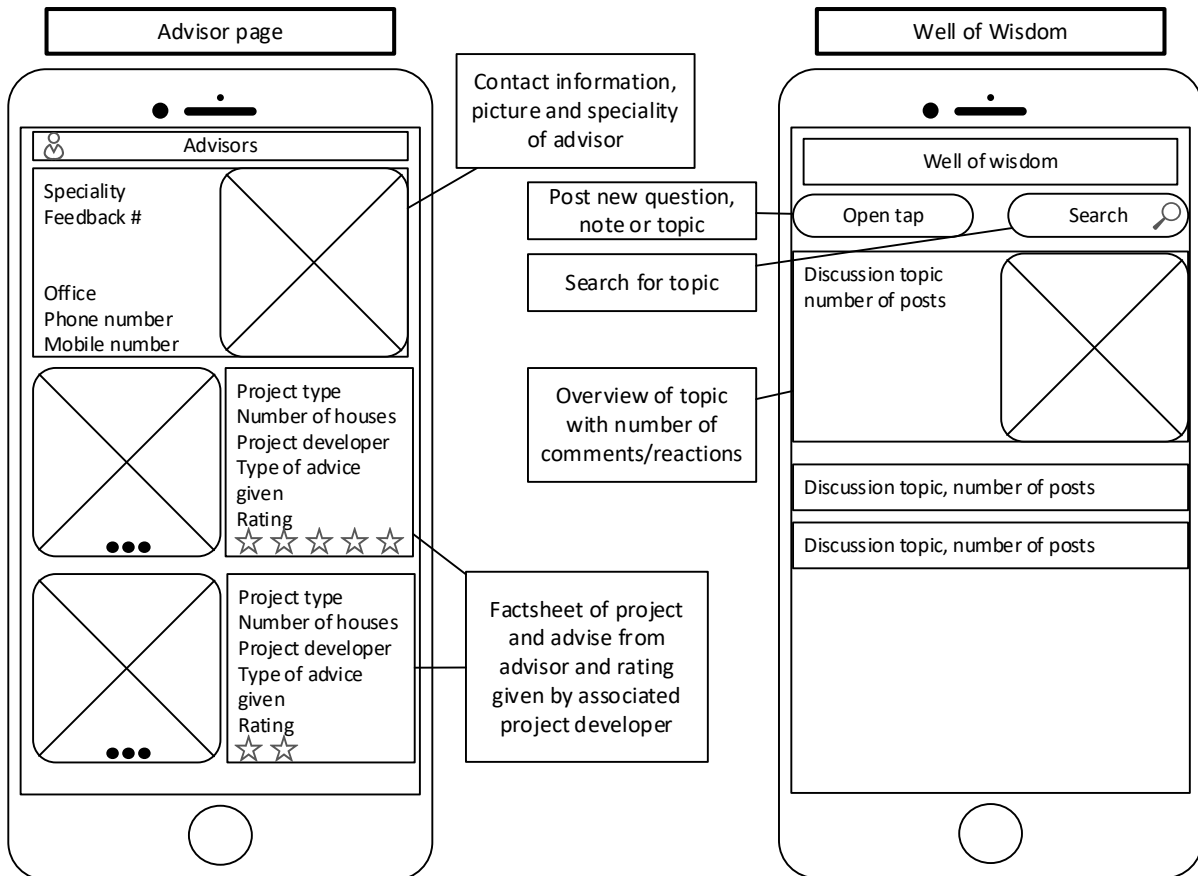 Advisor page
Contact information,
picture and speciality
of advisor
Advisors
Speciality
Feedback #
Office
Phone number
Mobile number
Project type
Number of houses
Project developer
Type of advice
given
Rating
Project type
Number of houses
Project developer
Type of advice
given
Rating
Factsheet of project
and advise from
advisor and rating
given by associated
project developer
Well of Wisdom
Well of wisdom
Post new question,
note or topic
Open tap
Search
Search for topic
Discussion topic
number of posts
Overview of topic
with number of
comments/reactions
Discussion topic, number of posts
Discussion topic, number of posts